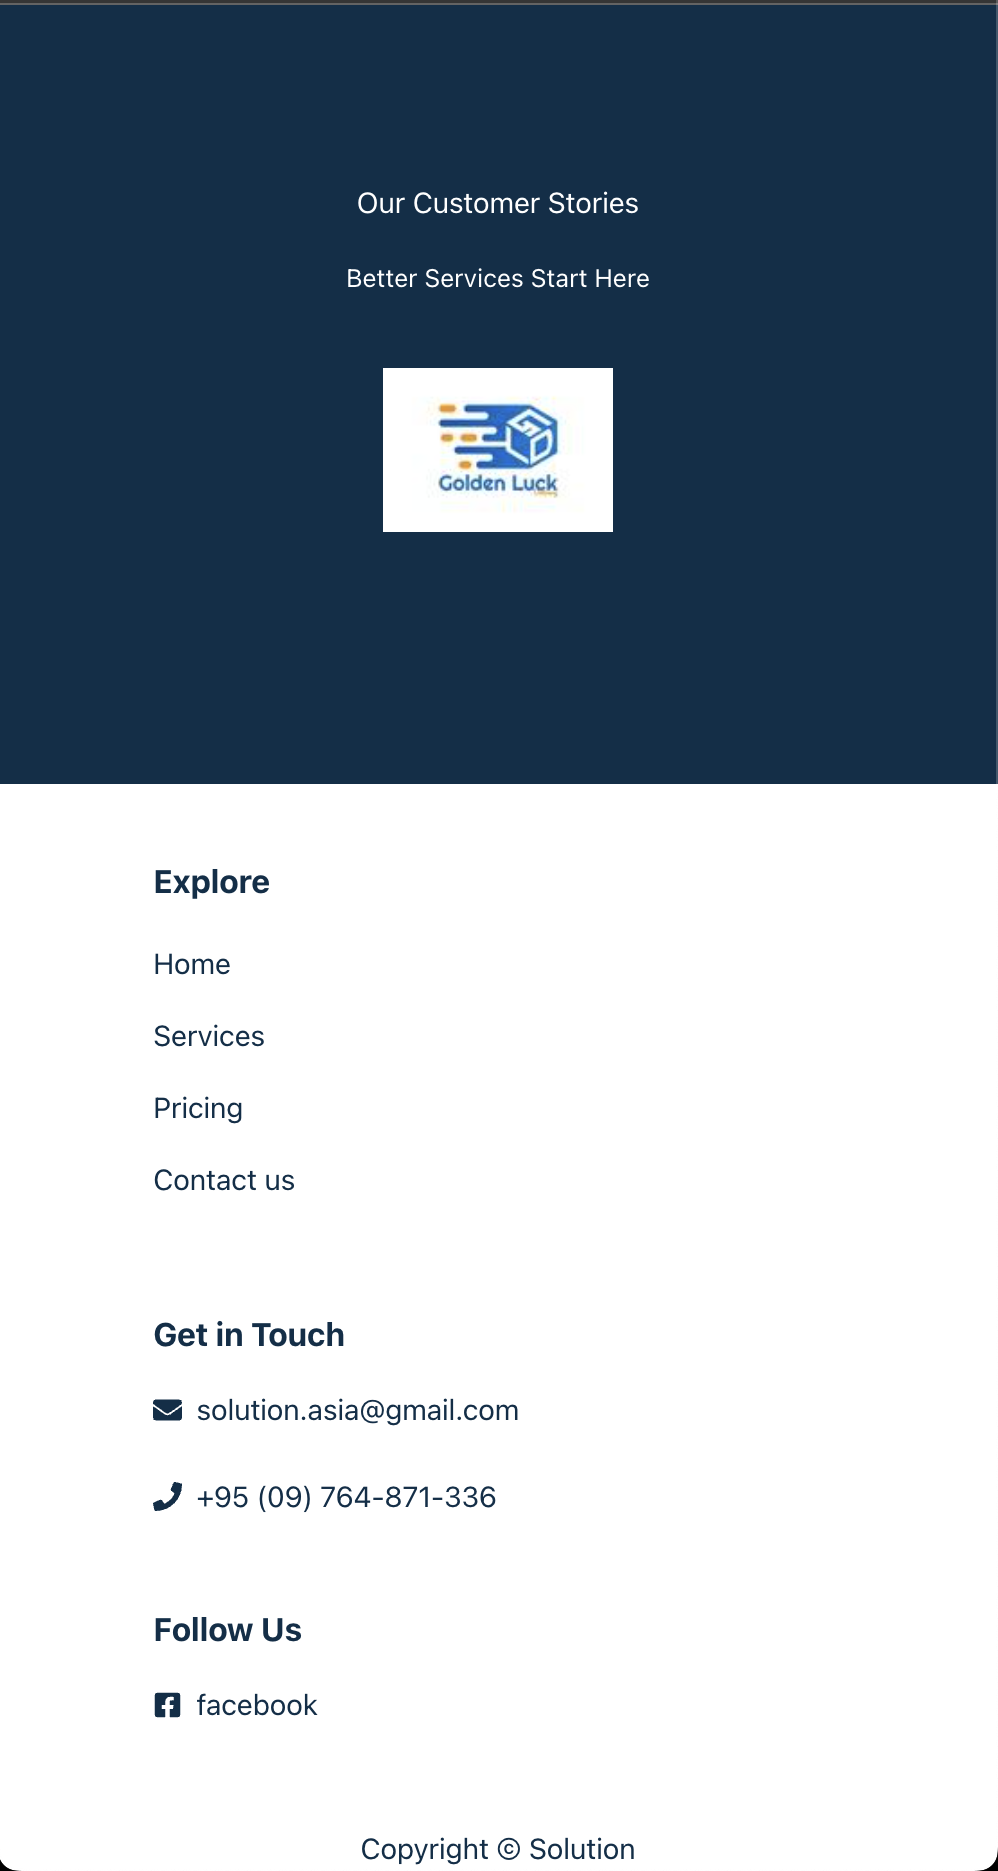 Our Customer Stories
Better Services Start Here
Golden Luck
Explore
Home
Services
Pricing
Contact us
Get in Touch
solution.asia@gmail.com
+95 (09) 764-871-336
Follow Us
facebook
Copyright © Solution